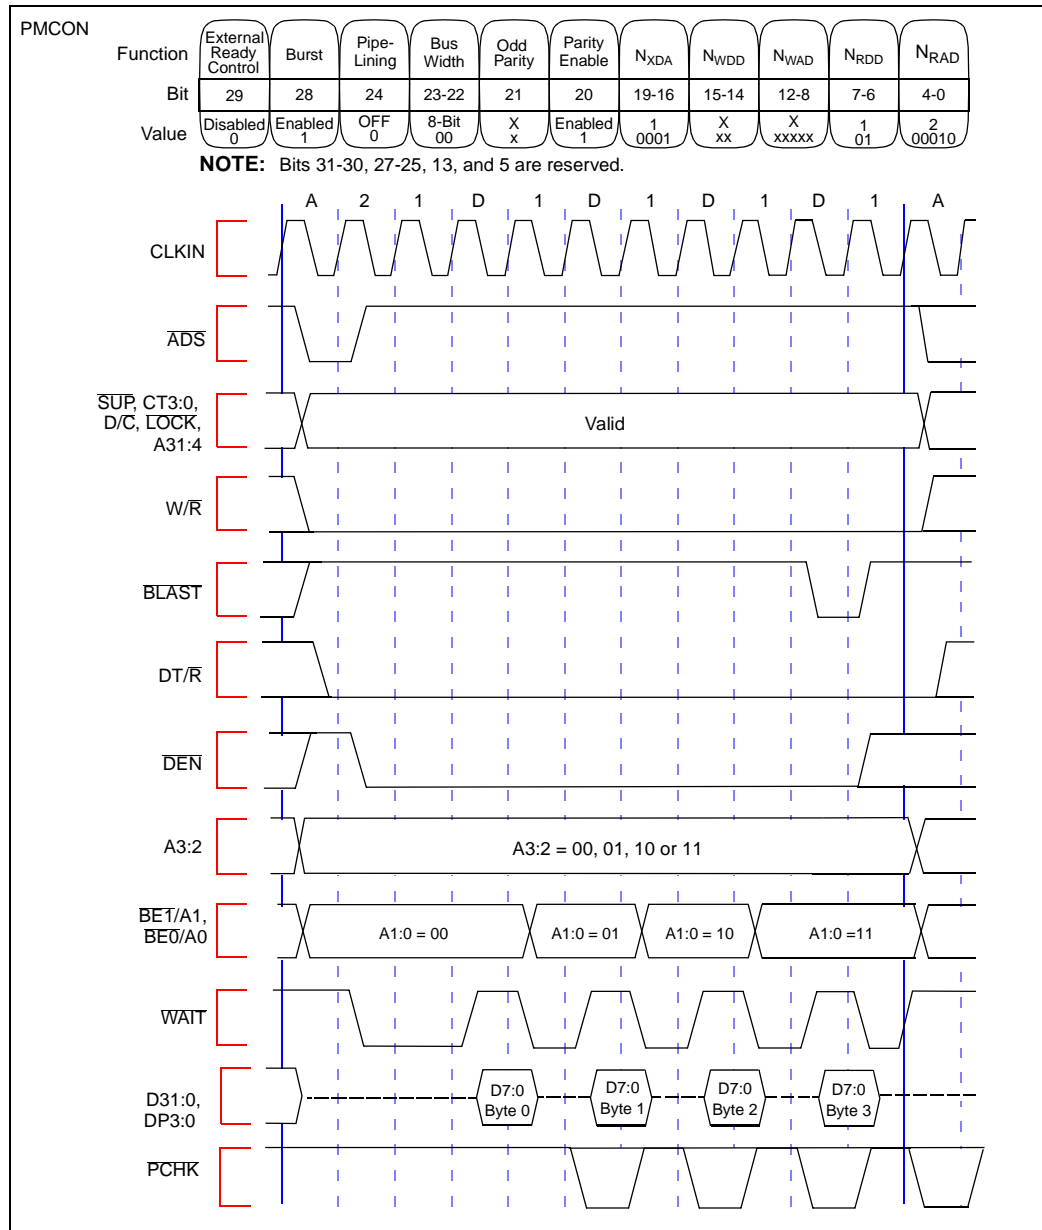 PMCON
Function External Ready Control Burst Pipe-Lining Bus Width Odd Parity Parity Enable NXDA NWDD NWAD NRDD NRAD
Bit 29 28 24 23-22 21 20 19-16 15-14 12-8 7-6 4-0
Value Disabled 0 Enabled 1 OFF 0 8-Bit 00 X x Enabled 1 1 0001 X xx X xxxxx 1 01 2 00010
NOTE: Bits 31-30, 27-25, 13, and 5 are reserved.
A 2 1 D 1 D 1 D 1 D 1 A
CLKIN
ADS
SUP, CT3:0,
D/C, LOCK,
A31:4
Valid
W/R
BLAST
DT/R
DEN
A3:2
A3:2 = 00, 01, 10 or 11
BE1/A1,
BE0/A0
A1:0 = 00 A1:0 = 01 A1:0 = 10 A1:0 =11
WAIT
D31:0,
DP3:0
D7:0 D7:0 D7:0 D7:0
Byte 0 Byte 1 Byte 2 Byte 3
PCHK